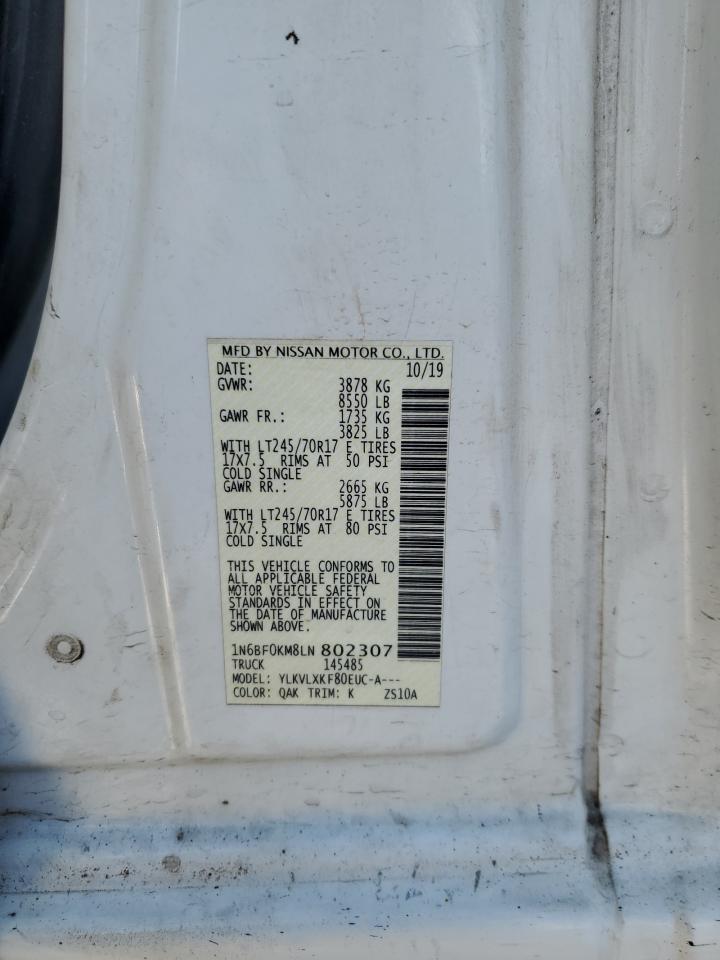 MFD BY NISSAN MOTOR CO., LTD.
DATE: 10/19
GVWR: 3878 KG
8550 LB
GAWR FR.: 1735 KG
3825 LB
WITH LT245/70R17 E TIRES
17X7.5 RIMS AT 50 PSI
COLD SINGLE
GAWR RR.: 2665 KG
5875 LB
WITH LT245/70R17 E TIRES
17X7.5 RIMS AT 80 PSI
COLD SINGLE
THIS VEHICLE CONFORMS TO
ALL APPLICABLE FEDERAL
MOTOR VEHICLE SAFETY
STANDARDS IN EFFECT ON
THE DATE OF MANUFACTURE
SHOWN ABOVE.
1N6BF0KM8LN 802307
TRUCK 145485
MODEL: YLKVLXKF80EUC-A---
COLOR: QAK TRIM: K ZS10A